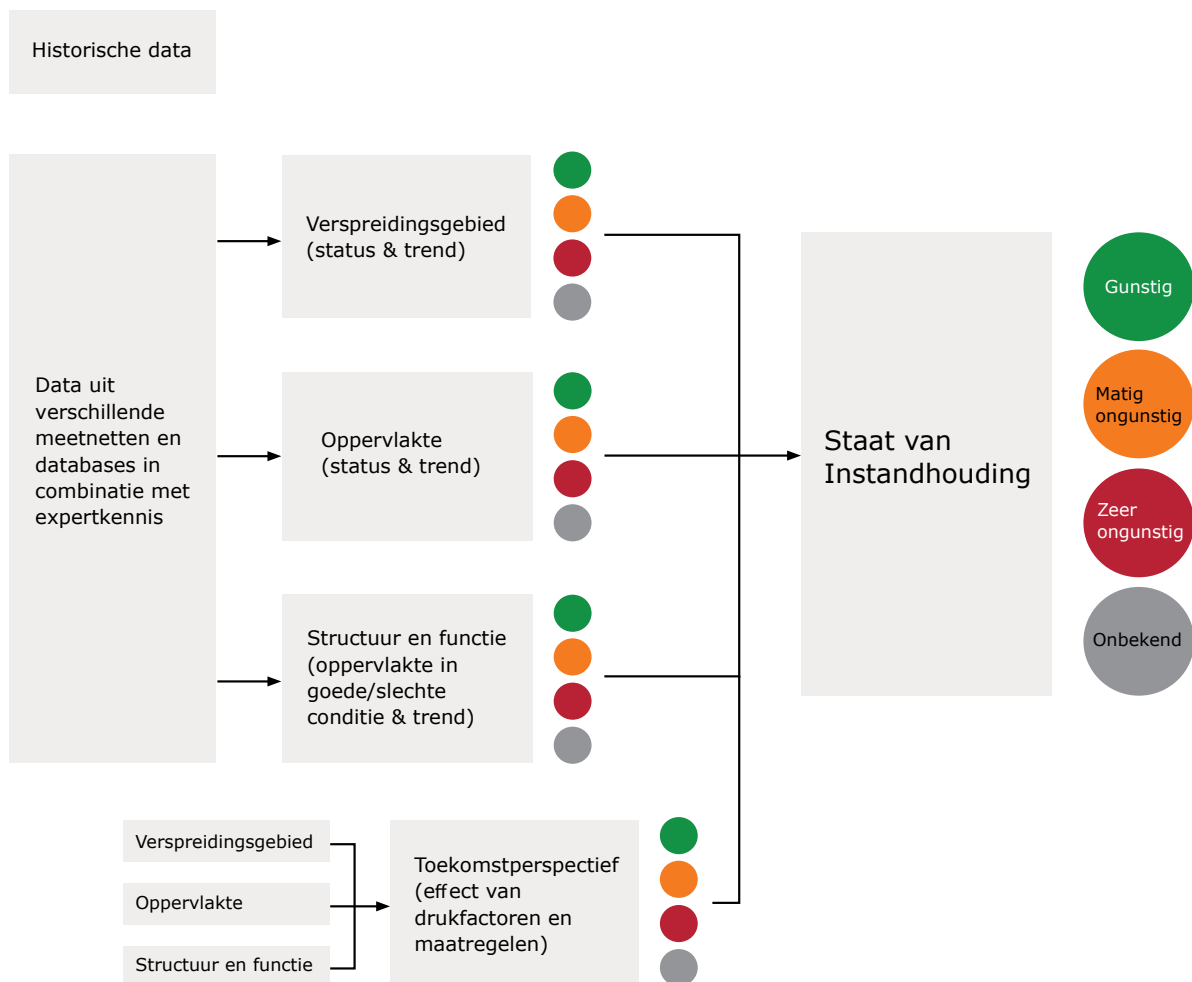 Historische data
Data uit
verschillende
meetnetten en
databases in
combinatie met
expertkennis
Verspreidingsgebied
(status & trend)
Oppervlakte
(status & trend)
Structuur en functie
(oppervlakte in
goede/slechte
conditie & trend)
Verspreidingsgebied
Oppervlakte
Structuur en functie
Toekomstperspectief
(effect van
drukfactoren en
maatregelen)
Staat van
Instandhouding
Gunstig
Matig
ongunstig
Zeer
ongunstig
Onbekend